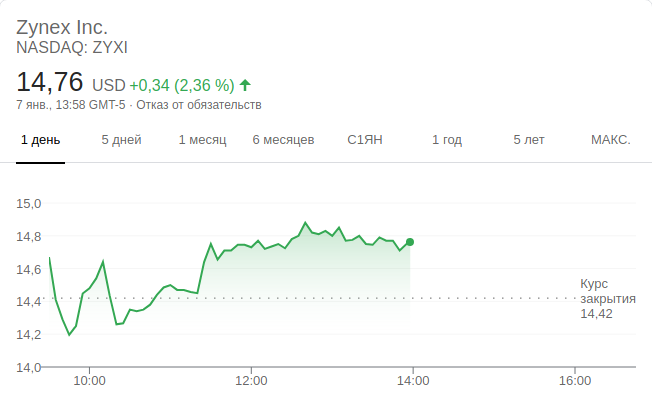 Zynex Inc.
NASDAQ: ZYXI
14,76 USD +0,34 (2,36 %)
7 янв., 13:58 GMT-5 · Отказ от обязательств
1 день 5 дней 1 месяц 6 месяцев С1ЯН 1 год 5 лет МАКС.
15,0
14,8
14,6
14,4
14,2
14,0
Курс
закрытия
14,42
10:00 12:00 14:00 16:00